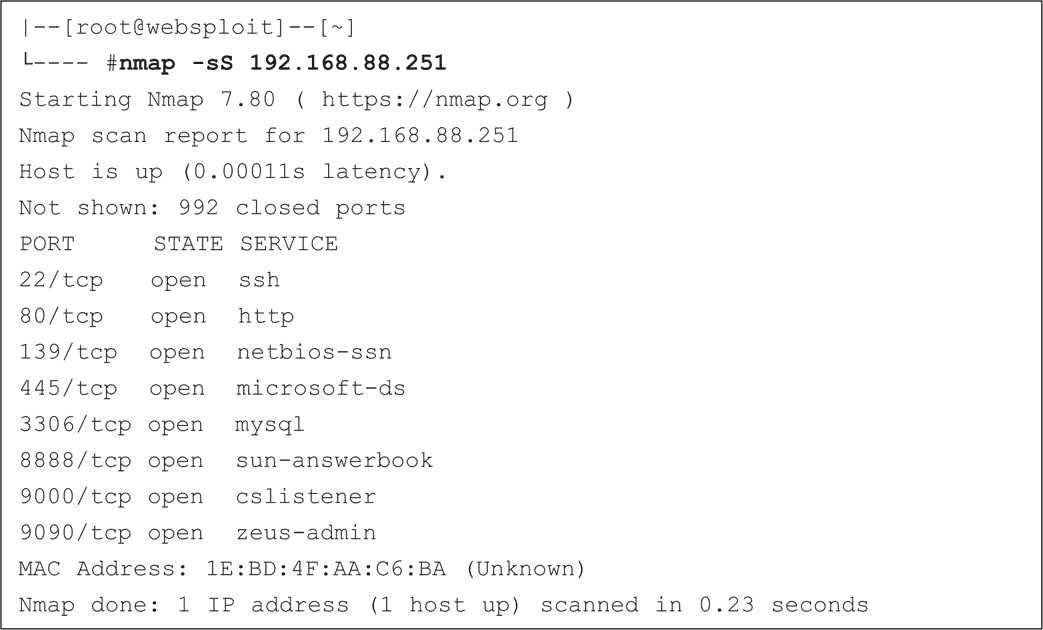 |--[root@websploit]--[~]
└---- #nmap -sS 192.168.88.251
Starting Nmap 7.80 ( https://nmap.org )
Nmap scan report for 192.168.88.251
Host is up (0.00011s latency).
Not shown: 992 closed ports
PORT     STATE SERVICE
22/tcp   open  ssh
80/tcp   open  http
139/tcp  open  netbios-ssn
445/tcp  open  microsoft-ds
3306/tcp open  mysql
8888/tcp open  sun-answerbook
9000/tcp open  cslistener
9090/tcp open  zeus-admin
MAC Address: 1E:BD:4F:AA:C6:BA (Unknown)
Nmap done: 1 IP address (1 host up) scanned in 0.23 seconds